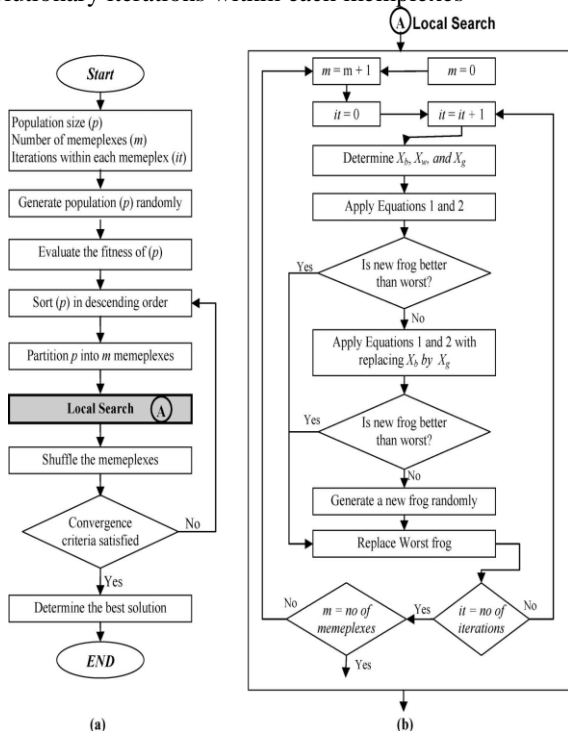 lutionary iterations within each memplexes
Start
Population size (p)
Number of memeplexes (m)
Iterations within each memeplex (it)
Generate population (p) randomly
Evaluate the fitness of (p)
Sort (p) in descending order
Partition p into m memeplexes
Local Search A
Shuffle the memeplexes
Convergence
criteria satisfied
No
Yes
Determine the best solution
END
(a)
A Local Search
m = m + 1
m = 0
it = 0
it = it + 1
Determine Xb, Xw, and Xg
Apply Equations 1 and 2
Yes
Is new frog better
than worst?
No
Apply Equations 1 and 2 with
replacing Xb by Xg
Yes
Is new frog better
than worst?
No
Generate a new frog randomly
Replace Worst frog
No
m = no of
memeplexes
Yes
it = no of
iterations
No
Yes
(b)